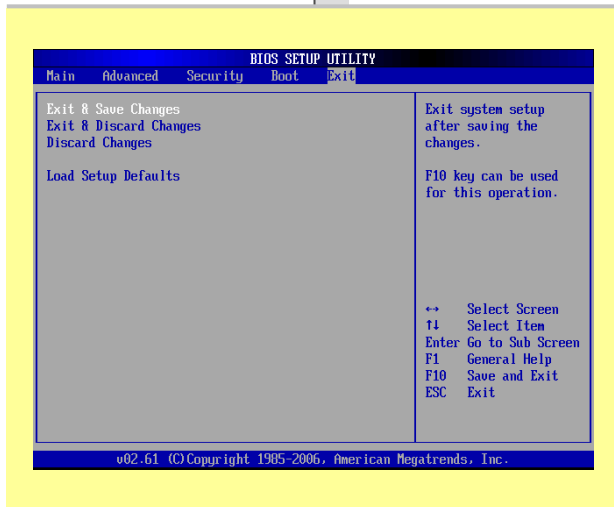 BIOS SETUP UTILITY
Main Advanced Security Boot Exit
Exit & Save Changes
Exit & Discard Changes
Discard Changes
Load Setup Defaults
Exit system setup
after saving the
changes.
F10 key can be used
for this operation.
↔ Select Screen
↑↓ Select Item
Enter Go to Sub Screen
F1 General Help
F10 Save and Exit
ESC Exit
v02.61 (C)Copyright 1985-2006, American Megatrends, Inc.